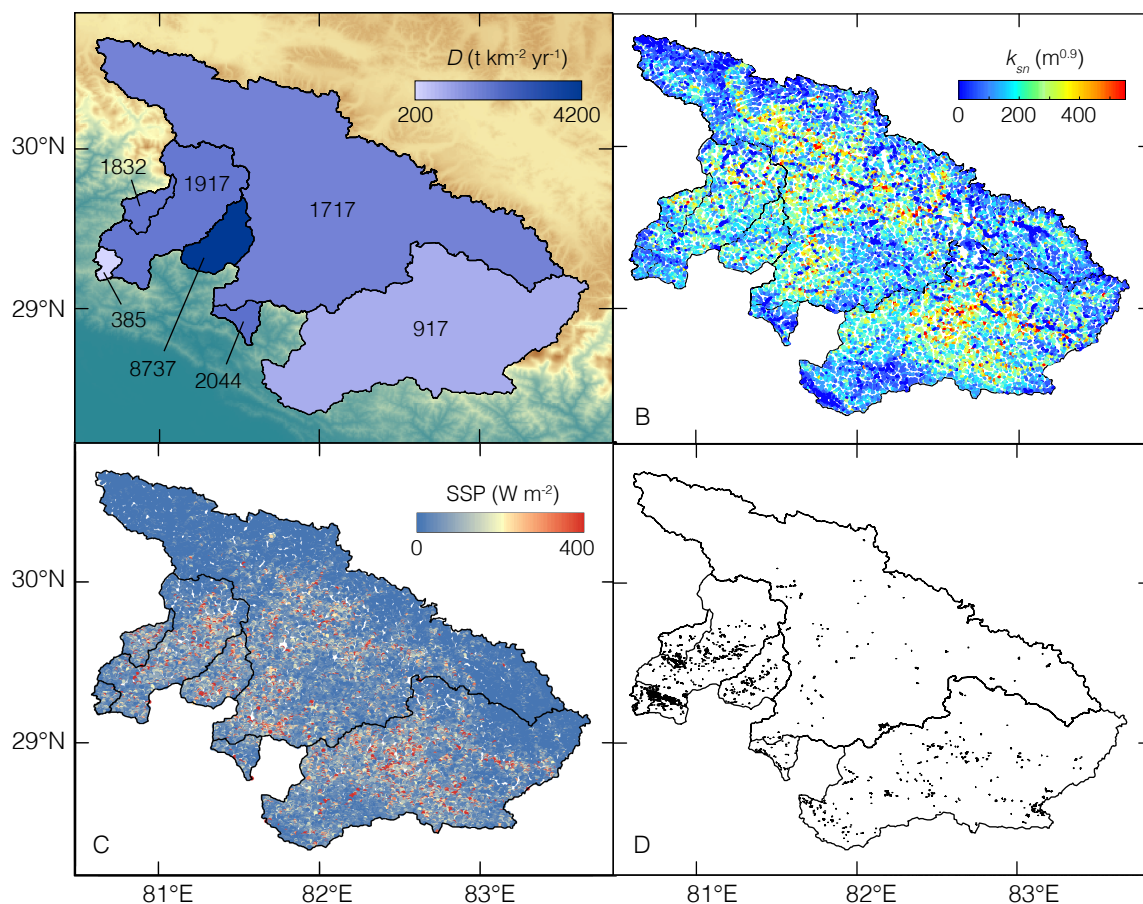 D (t km-2 yr-1)
200 4200
30°N
29°N
1832
1917
1717
385
8737
2044
917
ksn (m0.9)
0 200 400
B
SSP (W m-2)
0 400
30°N
29°N
C
D
81°E 82°E 83°E
81°E 82°E 83°E